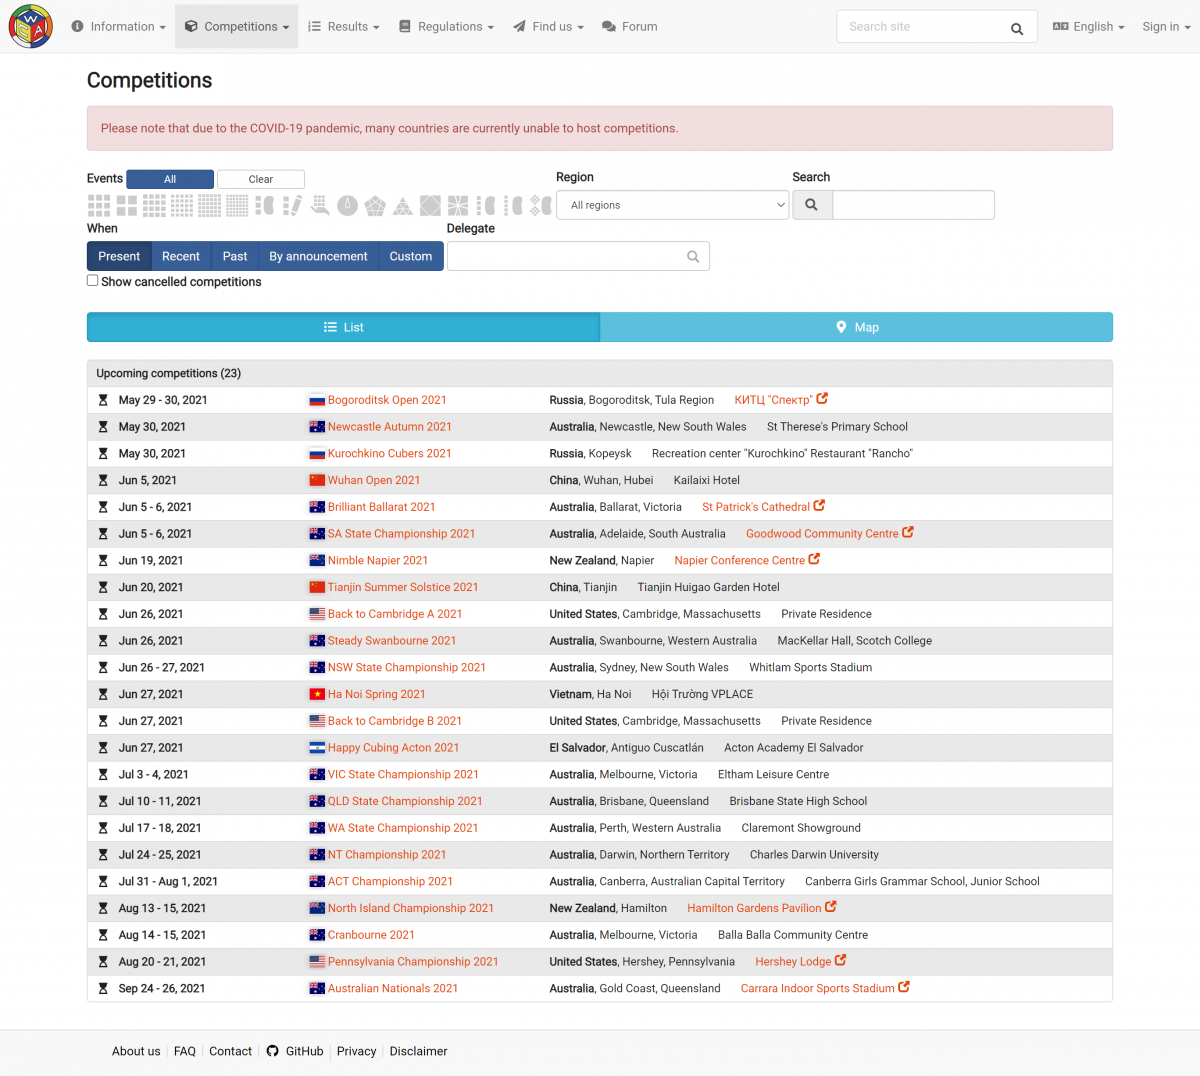 W S A Information Competitions Results Regulations Find us Forum Search site English Sign in
Competitions
Please note that due to the COVID-19 pandemic, many countries are currently unable to host competitions.
Events All Clear Region Search
All regions
When Delegate
Present Recent Past By announcement Custom
Show cancelled competitions
List Map
Upcoming competitions (23)
May 29 - 30, 2021 Bogoroditsk Open 2021 Russia, Bogoroditsk, Tula Region КИТЦ "Спектр"
May 30, 2021 Newcastle Autumn 2021 Australia, Newcastle, New South Wales St Therese's Primary School
May 30, 2021 Kurochkino Cubers 2021 Russia, Kopeysk Recreation center "Kurochkino" Restaurant "Rancho"
Jun 5, 2021 Wuhan Open 2021 China, Wuhan, Hubei Kailaixi Hotel
Jun 5 - 6, 2021 Brilliant Ballarat 2021 Australia, Ballarat, Victoria St Patrick's Cathedral
Jun 5 - 6, 2021 SA State Championship 2021 Australia, Adelaide, South Australia Goodwood Community Centre
Jun 19, 2021 Nimble Napier 2021 New Zealand, Napier Napier Conference Centre
Jun 20, 2021 Tianjin Summer Solstice 2021 China, Tianjin Tianjin Huigao Garden Hotel
Jun 26, 2021 Back to Cambridge A 2021 United States, Cambridge, Massachusetts Private Residence
Jun 26, 2021 Steady Swanbourne 2021 Australia, Swanbourne, Western Australia MacKellar Hall, Scotch College
Jun 26 - 27, 2021 NSW State Championship 2021 Australia, Sydney, New South Wales Whitlam Sports Stadium
Jun 27, 2021 Ha Noi Spring 2021 Vietnam, Ha Noi Hội Trường VPLACE
Jun 27, 2021 Back to Cambridge B 2021 United States, Cambridge, Massachusetts Private Residence
Jun 27, 2021 Happy Cubing Acton 2021 El Salvador, Antiguo Cuscatlán Acton Academy El Salvador
Jul 3 - 4, 2021 VIC State Championship 2021 Australia, Melbourne, Victoria Eltham Leisure Centre
Jul 10 - 11, 2021 QLD State Championship 2021 Australia, Brisbane, Queensland Brisbane State High School
Jul 17 - 18, 2021 WA State Championship 2021 Australia, Perth, Western Australia Claremont Showground
Jul 24 - 25, 2021 NT Championship 2021 Australia, Darwin, Northern Territory Charles Darwin University
Jul 31 - Aug 1, 2021 ACT Championship 2021 Australia, Canberra, Australian Capital Territory Canberra Girls Grammar School, Junior School
Aug 13 - 15, 2021 North Island Championship 2021 New Zealand, Hamilton Hamilton Gardens Pavilion
Aug 14 - 15, 2021 Cranbourne 2021 Australia, Melbourne, Victoria Balla Balla Community Centre
Aug 20 - 21, 2021 Pennsylvania Championship 2021 United States, Hershey, Pennsylvania Hershey Lodge
Sep 24 - 26, 2021 Australian Nationals 2021 Australia, Gold Coast, Queensland Carrara Indoor Sports Stadium
About us FAQ Contact GitHub Privacy Disclaimer